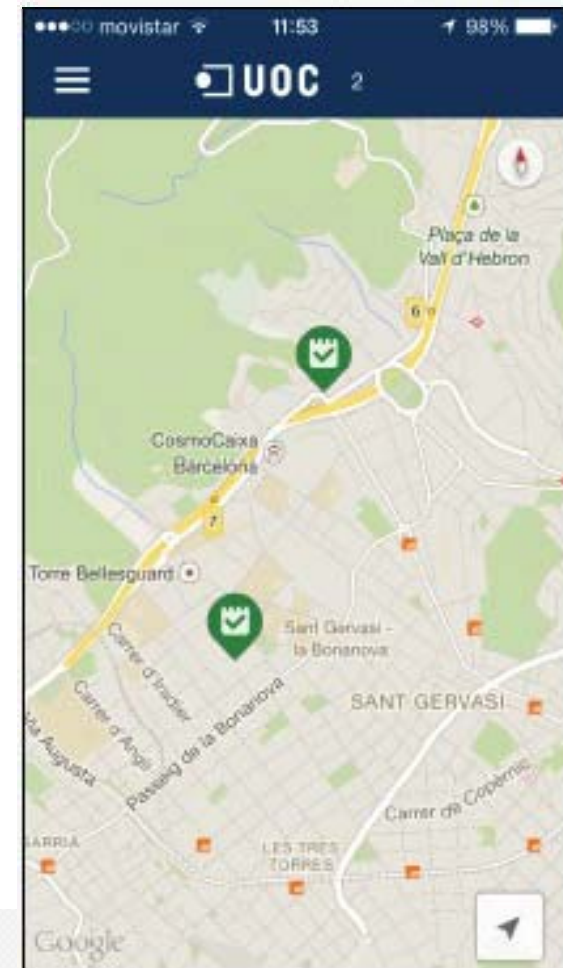 movistar 11:53 98%
UOC 2
Plaça de la
Vall d'Hebron
6
CosmoCaixa
Barcelona
7
Torre Bellesguard
Sant Gervasi -
la Bonanova
Carrer d'Iradier
Carrer d'Anglí
SANT GERVASI
Via Augusta
Passeig de la Bonanova
Carrer de Copèrnic
SARRIÀ
LES TRES
TORRES
Google